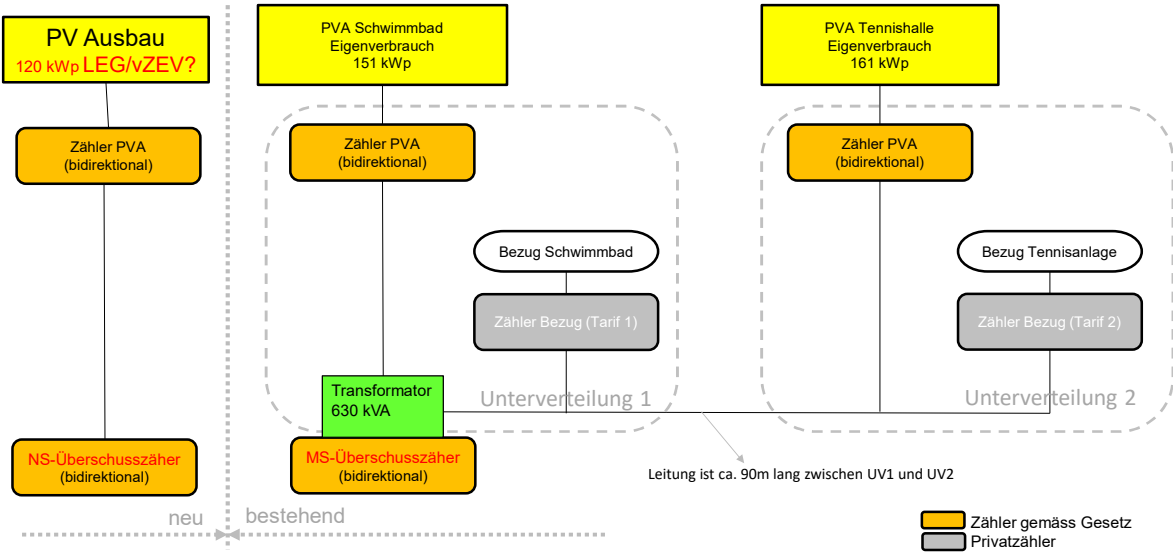 PV Ausbau
120 kWp LEG/vZEV?
PVA Schwimmbad
Eigenverbrauch
151 kWp
PVA Tennishalle
Eigenverbrauch
161 kWp
Zähler PVA
(bidirektional)
Zähler PVA
(bidirektional)
Zähler PVA
(bidirektional)
Bezug Schwimmbad
Bezug Tennisanlage
Zähler Bezug (Tarif 1)
Zähler Bezug (Tarif 2)
Transformator
630 kVA
Unterverteilung 1
Unterverteilung 2
NS-Überschusszäher
(bidirektional)
MS-Überschusszäher
(bidirektional)
Leitung ist ca. 90m lang zwischen UV1 und UV2
neu
bestehend
Zähler gemäss Gesetz
Privatzähler